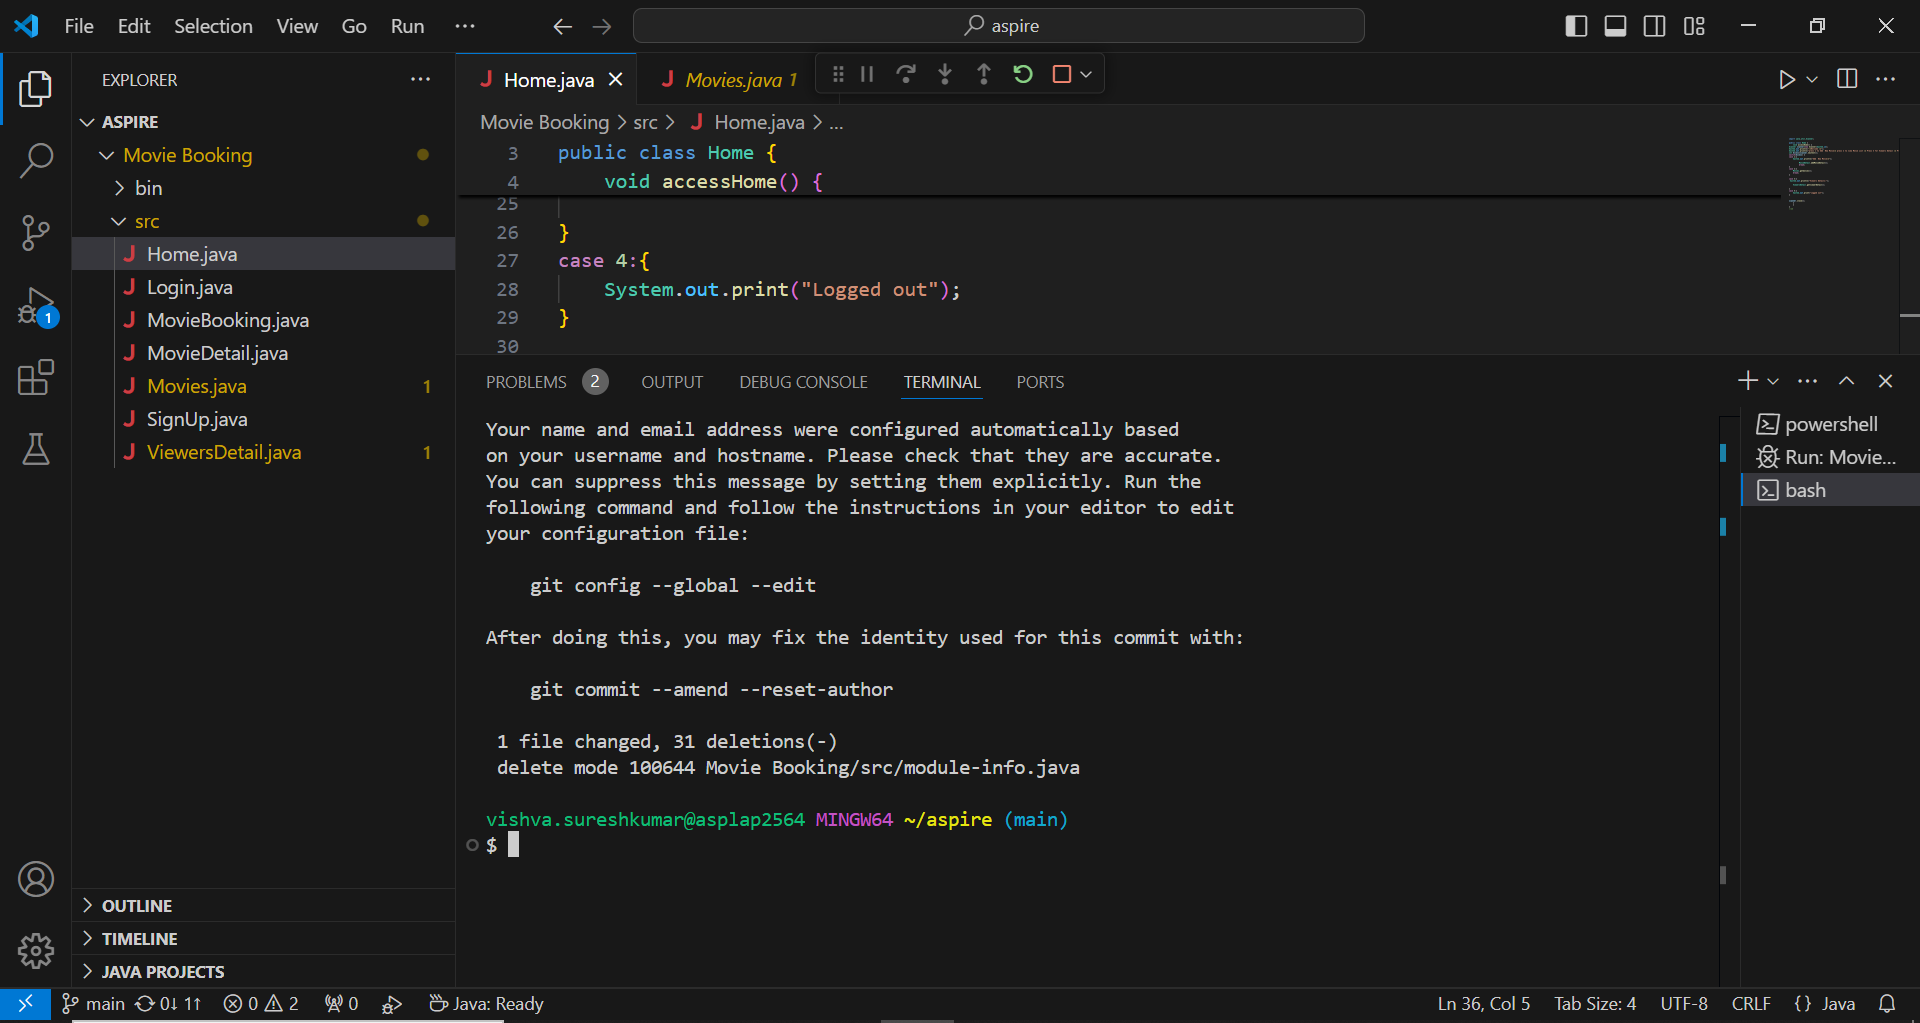 File Edit Selection View Go Run ...
aspire
EXPLORER
ASPIRE
Movie Booking
bin
src
Home.java
Login.java
MovieBooking.java
MovieDetail.java
Movies.java 1
SignUp.java
ViewersDetail.java 1
OUTLINE
TIMELINE
JAVA PROJECTS
1
Home.java
Movies.java 1
Movie Booking > src > Home.java > ...
3 public class Home {
4 void accessHome() {
25
26 }
27 case 4:{
28 System.out.print("Logged out");
29 }
30
PROBLEMS 2 OUTPUT DEBUG CONSOLE TERMINAL PORTS
Your name and email address were configured automatically based
on your username and hostname. Please check that they are accurate.
You can suppress this message by setting them explicitly. Run the
following command and follow the instructions in your editor to edit
your configuration file:
git config --global --edit
After doing this, you may fix the identity used for this commit with:
git commit --amend --reset-author
1 file changed, 31 deletions(-)
delete mode 100644 Movie Booking/src/module-info.java
vishva.sureshkumar@asplap2564 MINGW64 ~/aspire (main)
$
powershell
Run: Movie...
bash
main 0↓ 1↑ 0 2 0 Java: Ready
Ln 36, Col 5 Tab Size: 4 UTF-8 CRLF {} Java